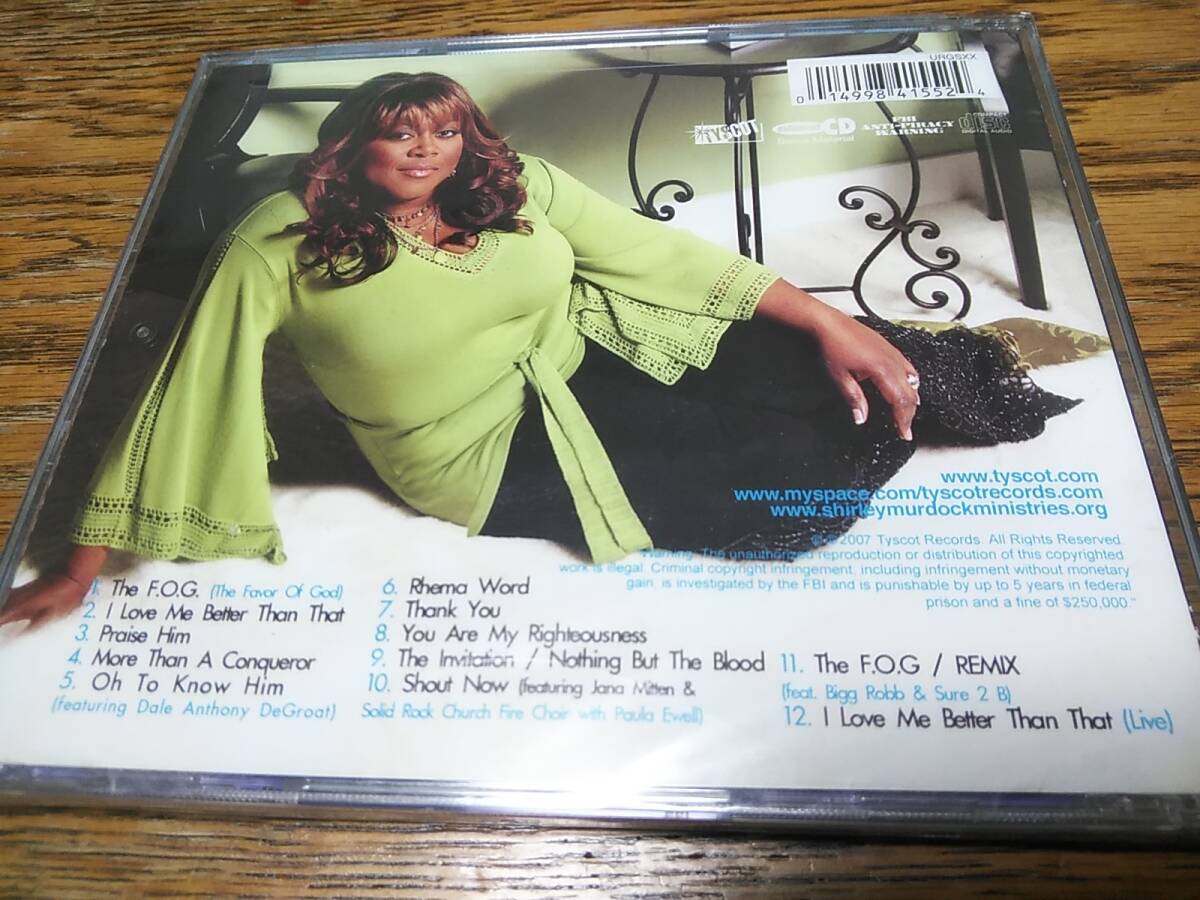 URGSXX
0 14998 41552 4
TYSCOT
CD
FBI
ANTI-PIRACY
WARNING
COMPACT
disc
DIGITAL AUDIO
www.tyscot.com
www.myspace.com/tyscotrecords.com
www.shirleymurdockministries.org
2007 Tyscot Records. All Rights Reserved.
"Warning: The unauthorized reproduction or distribution of this copyrighted
work is illegal. Criminal copyright infringement, including infringement without monetary
gain, is investigated by the FBI and is punishable by up to 5 years in federal
prison and a fine of $250,000."
1. The F.O.G. (The Favor Of God)
2. I Love Me Better Than That
3. Praise Him
4. More Than A Conqueror
5. Oh To Know Him
(featuring Dale Anthony DeGroat)
6. Rhema Word
7. Thank You
8. You Are My Righteousness
9. The Invitation / Nothing But The Blood
10. Shout Now (featuring Jana Mitten &
Solid Rock Church Fire Choir with Paula Ewell)
11. The F.O.G / REMIX
(feat. Bigg Robb & Sure 2 B)
12. I Love Me Better Than That (Live)